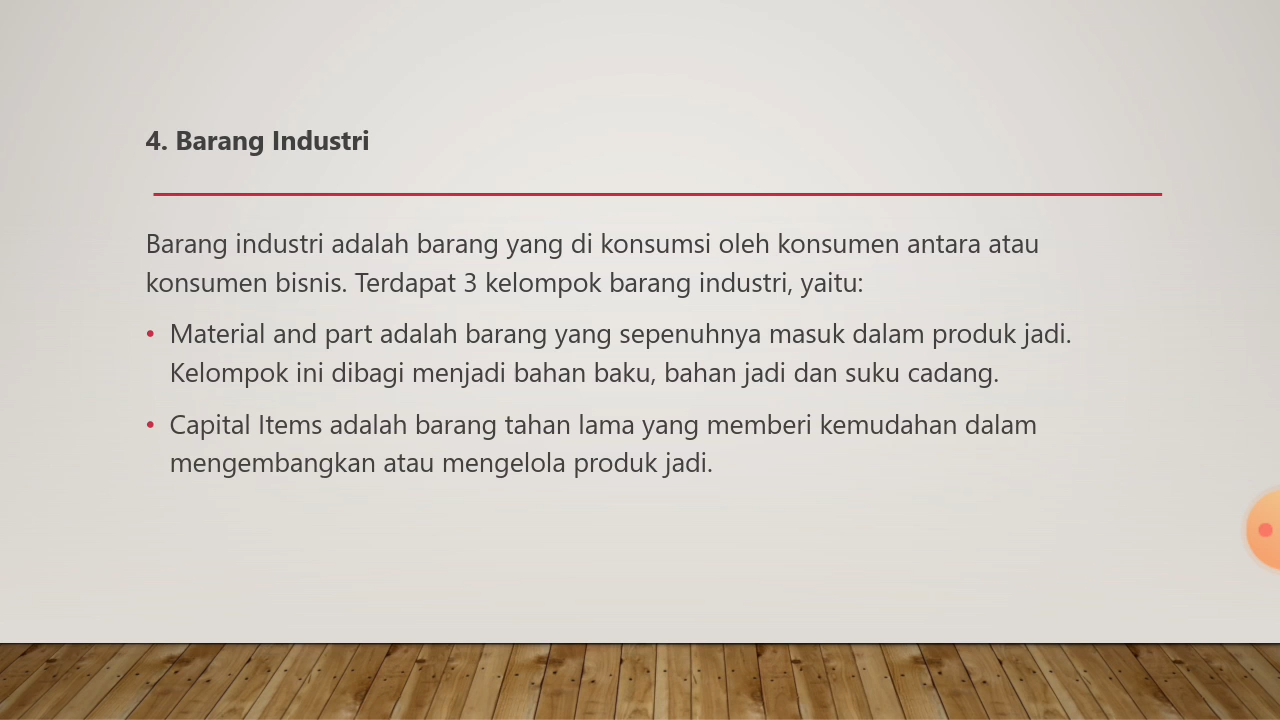 4. Barang Industri
Barang industri adalah barang yang di konsumsi oleh konsumen antara atau
konsumen bisnis. Terdapat 3 kelompok barang industri, yaitu:
• Material and part adalah barang yang sepenuhnya masuk dalam produk jadi.
Kelompok ini dibagi menjadi bahan baku, bahan jadi dan suku cadang.
• Capital Items adalah barang tahan lama yang memberi kemudahan dalam
mengembangkan atau mengelola produk jadi.